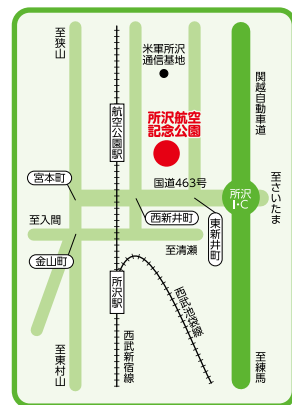 至狭山
米軍所沢
通信基地
関越自動車道
所沢航空
記念公園
航空公園駅
宮本町
国道463号
所沢
I・C
至さいたま
至入間
西新井町
東新井町
金山町
至清瀬
所沢駅
西武池袋線
西武新宿線
至東村山
至練馬